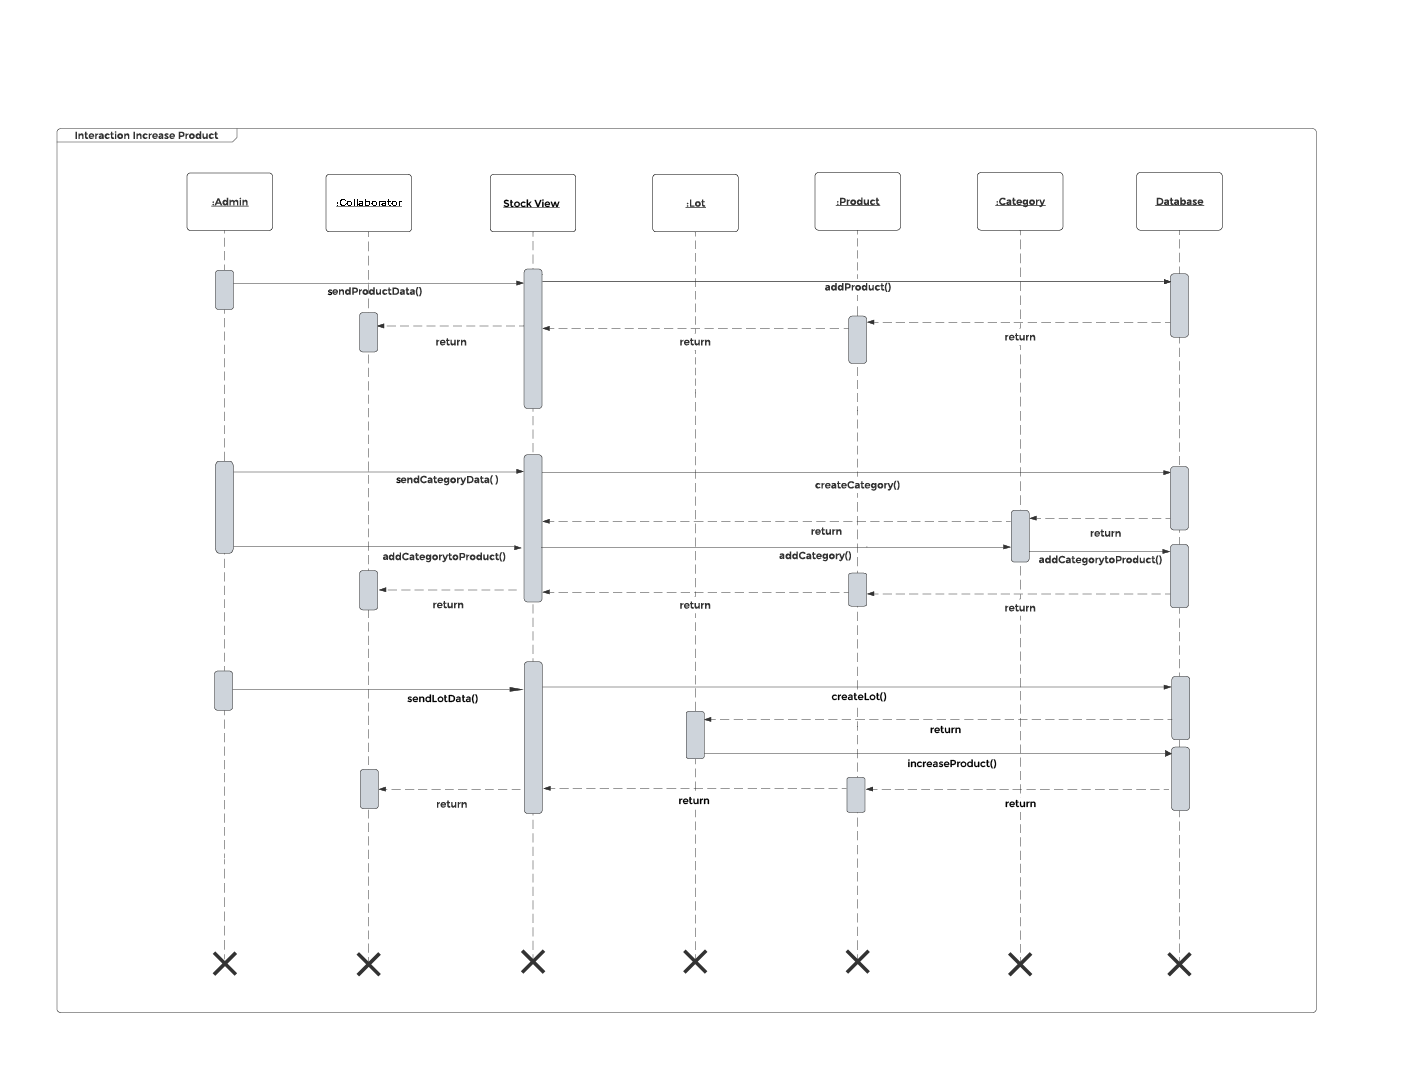 Interaction Increase Product
:Admin
:Collaborator
Stock View
:Lot
:Product
:Category
Database
sendProductData()
addProduct()
return
return
return
sendCategoryData( )
createCategory()
return
return
addCategorytoProduct()
addCategory()
addCategorytoProduct()
return
return
return
sendLotData()
createLot()
return
increaseProduct()
return
return
return